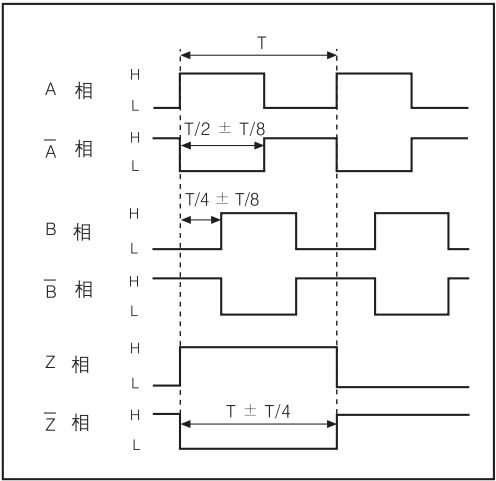 T
H
A 相
L
H
T/2 ± T/8
A̅ 相
L
T/4 ± T/8
H
B 相
L
H
B̅ 相
L
H
Z 相
L
H
T ± T/4
Z̅ 相
L